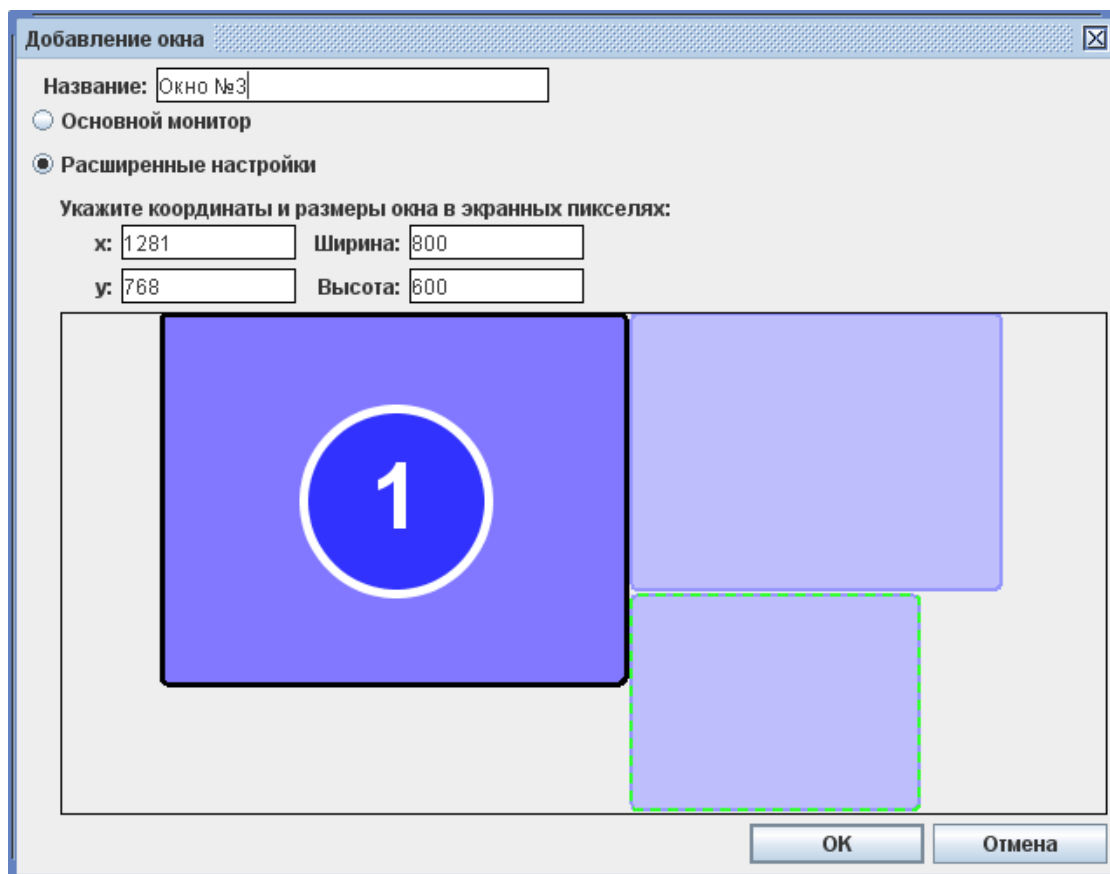 Добавление окна
Название: Окно №3
Основной монитор
Расширенные настройки
Укажите координаты и размеры окна в экранных пикселях:
x: 1281 Ширина: 800
y: 768 Высота: 600
1
OK Отмена